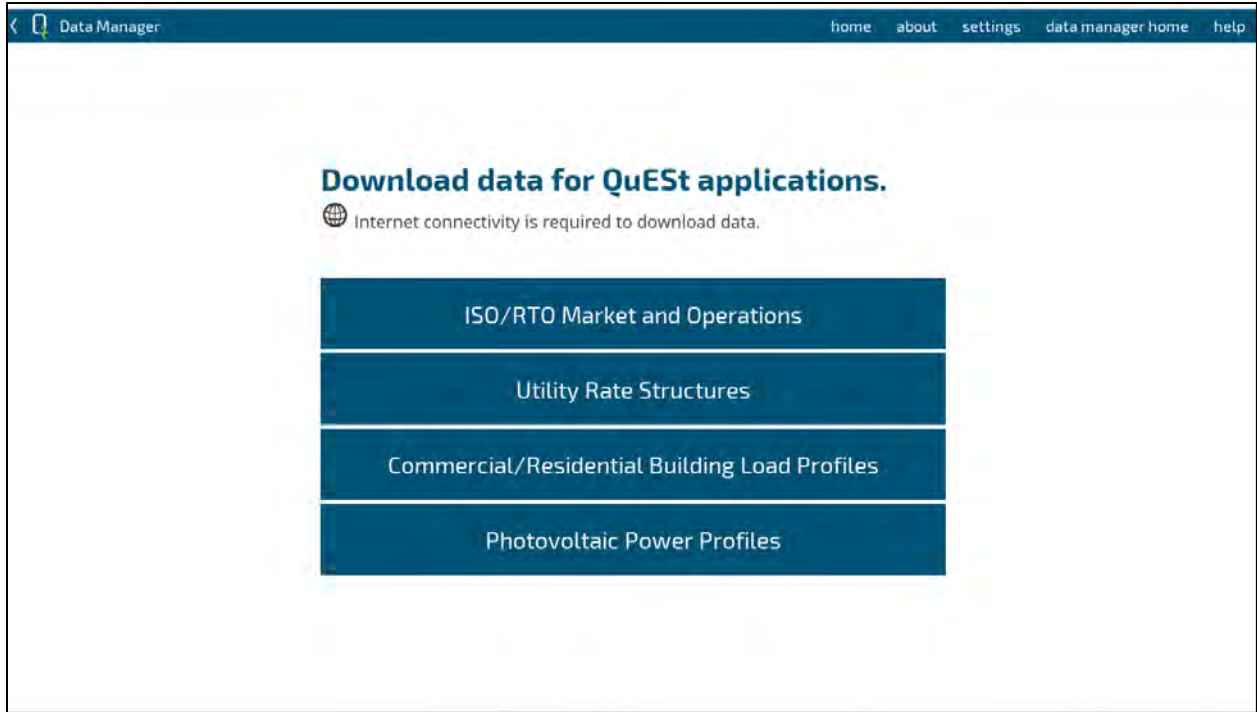 Data Manager
home about settings data manager home help
Download data for QuESt applications.
Internet connectivity is required to download data.
ISO/RTO Market and Operations
Utility Rate Structures
Commercial/Residential Building Load Profiles
Photovoltaic Power Profiles